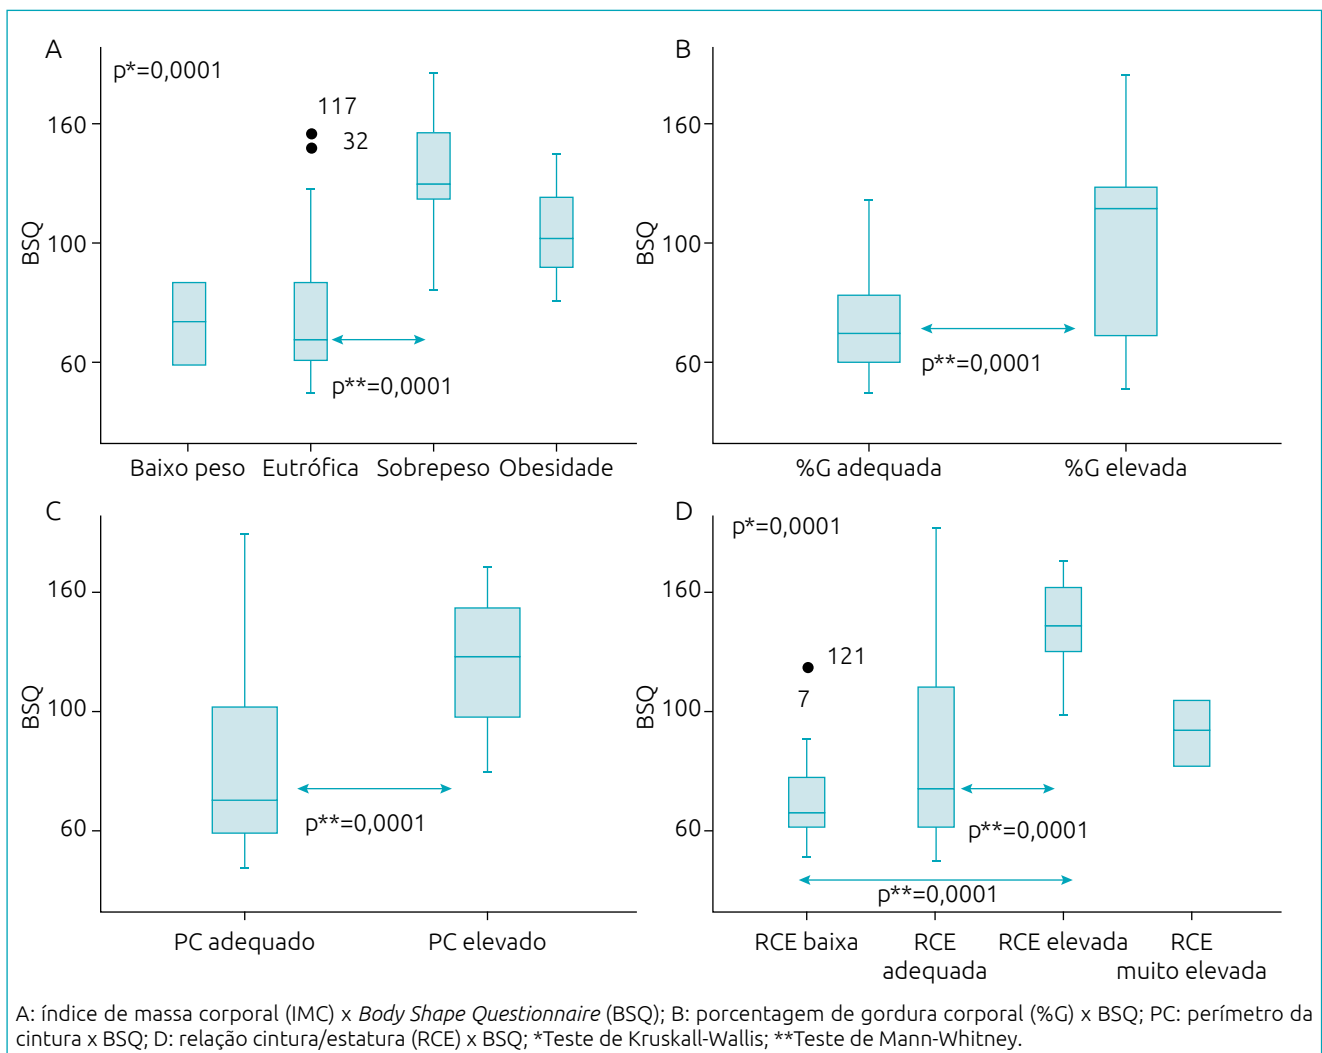 A
p*=0,0001
117
32
160
100
60
BSQ
p**=0,0001
Baixo peso Eutrófica Sobrepeso Obesidade
B
160
100
60
BSQ
p**=0,0001
%G adequada %G elevada
C
160
100
60
BSQ
p**=0,0001
PC adequado PC elevado
D
p*=0,0001
160
121
7
100
60
BSQ
p**=0,0001
p**=0,0001
RCE baixa RCE RCE elevada RCE
adequada muito elevada
A: índice de massa corporal (IMC) x Body Shape Questionnaire (BSQ); B: porcentagem de gordura corporal (%G) x BSQ; PC: perímetro da
cintura x BSQ; D: relação cintura/estatura (RCE) x BSQ; *Teste de Kruskall-Wallis; **Teste de Mann-Whitney.